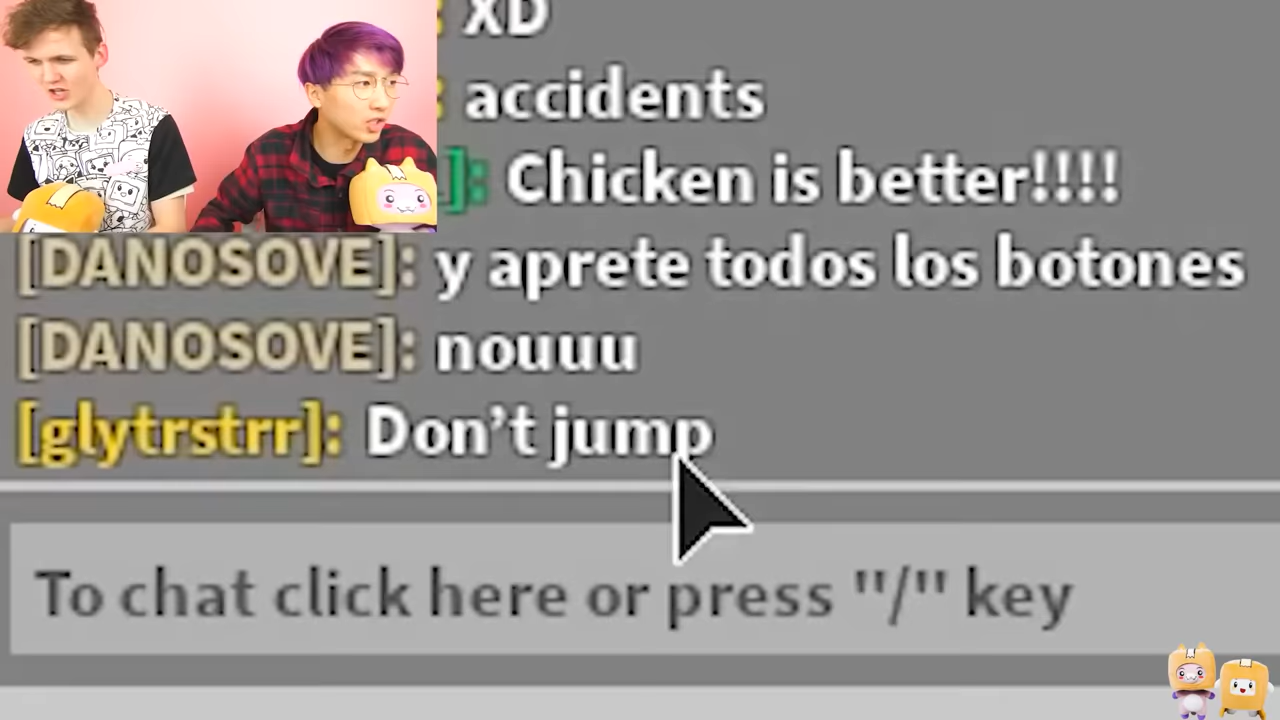 : XD
: accidents
]: Chicken is better!!!!
[DANOSOVE]: y aprete todos los botones
[DANOSOVE]: nouuu
[glytrstrr]: Don’t jump
To chat click here or press "/" key